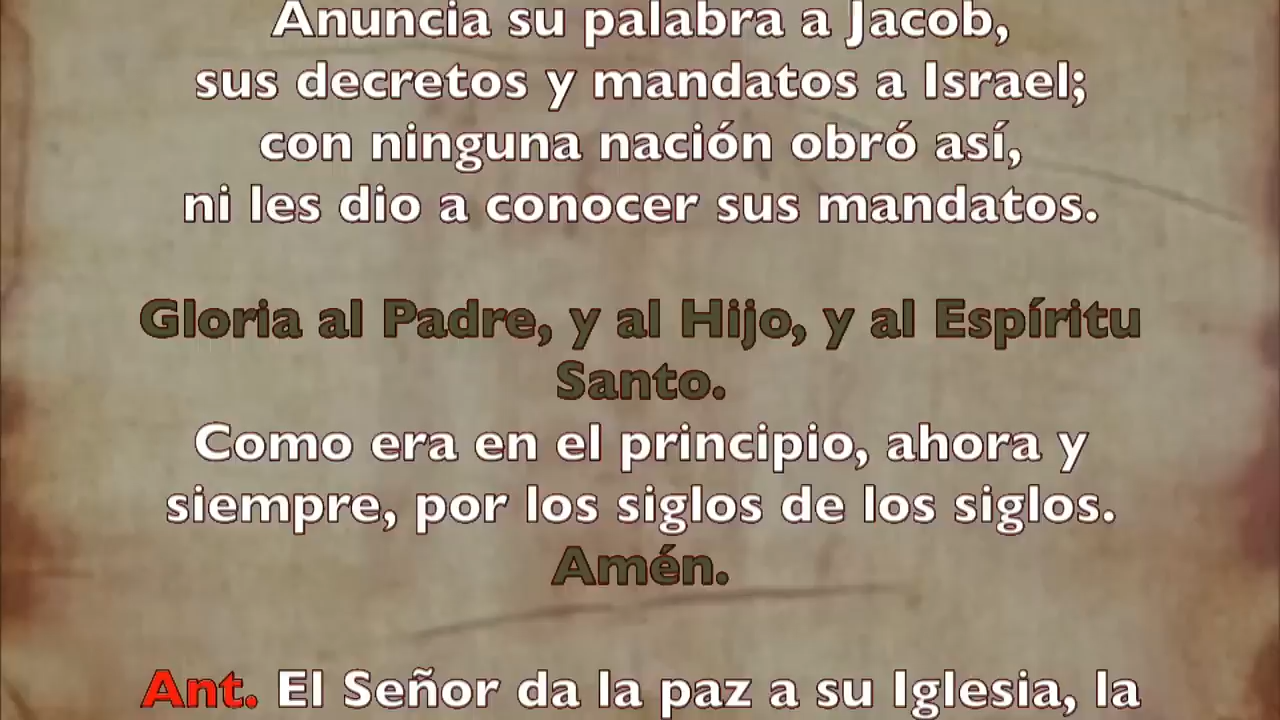 Anuncia su palabra a Jacob,
sus decretos y mandatos a Israel;
con ninguna nación obró así,
ni les dio a conocer sus mandatos.
Gloria al Padre, y al Hijo, y al Espíritu
Santo.
Como era en el principio, ahora y
siempre, por los siglos de los siglos.
Amén.
Ant. El Señor da la paz a su Iglesia, la